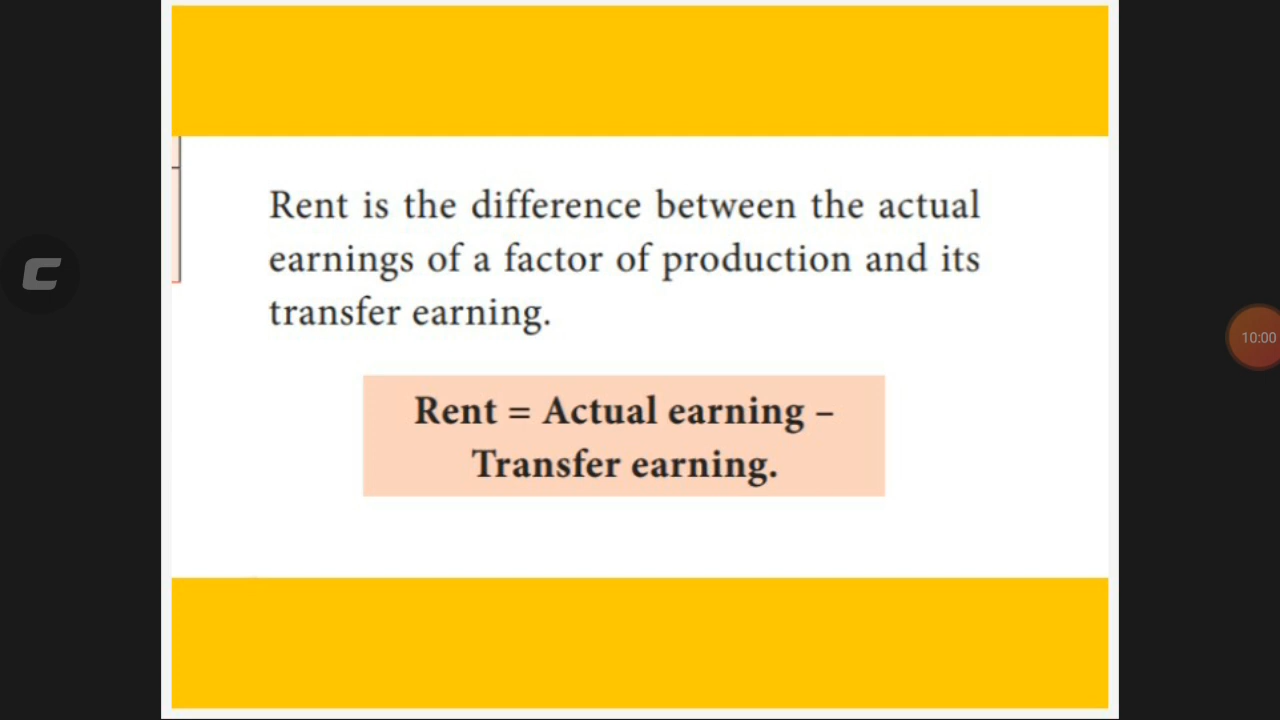 Rent is the difference between the actual
earnings of a factor of production and its
transfer earning.
Rent = Actual earning –
Transfer earning.
10:00